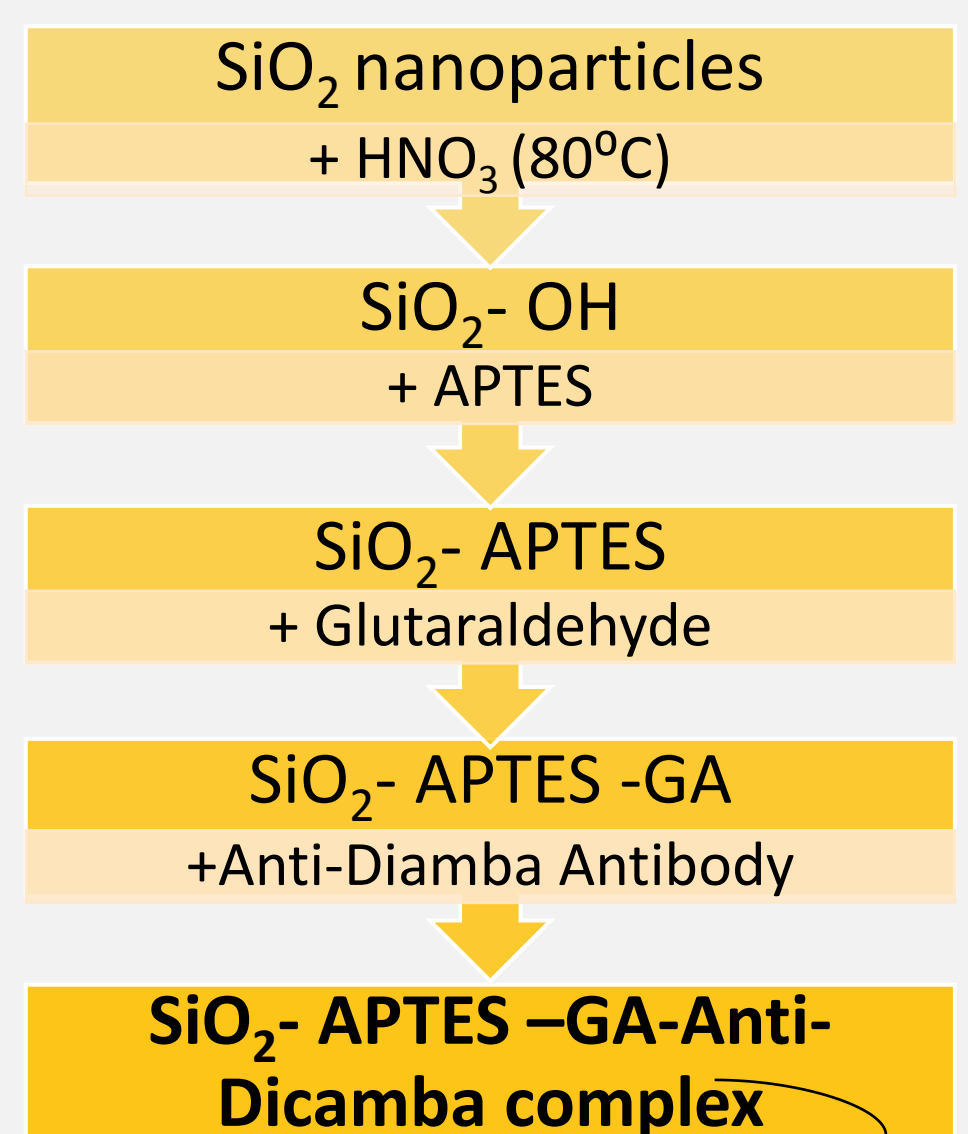 SiO₂ nanoparticles
+ HNO₃ (80⁰C)
SiO₂- OH
+ APTES
SiO₂- APTES
+ Glutaraldehyde
SiO₂- APTES -GA
+Anti-Diamba Antibody
SiO₂- APTES –GA-Anti-
Dicamba complex